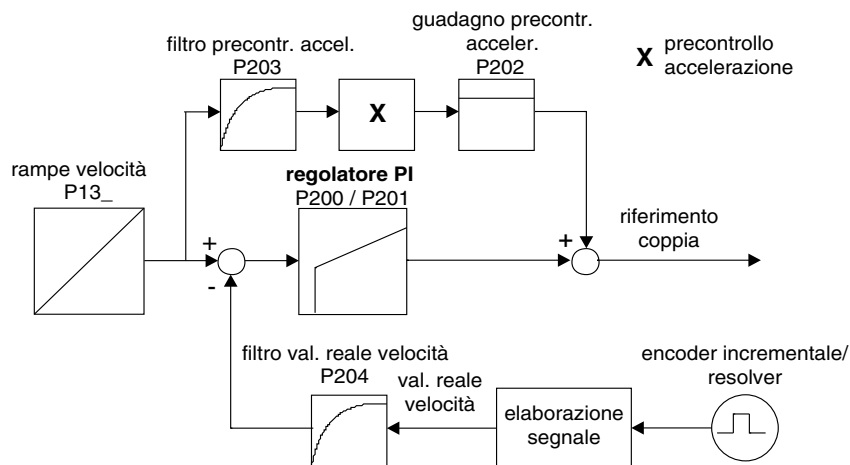 filtro precontr. accel.
P203
guadagno precontr.
acceler.
P202
X precontrollo
accelerazione
X
rampe velocità
P13_
regolatore PI
P200 / P201
riferimento
coppia
+
-
+
filtro val. reale velocità
P204
val. reale
velocità
elaborazione
segnale
encoder incrementale/
resolver